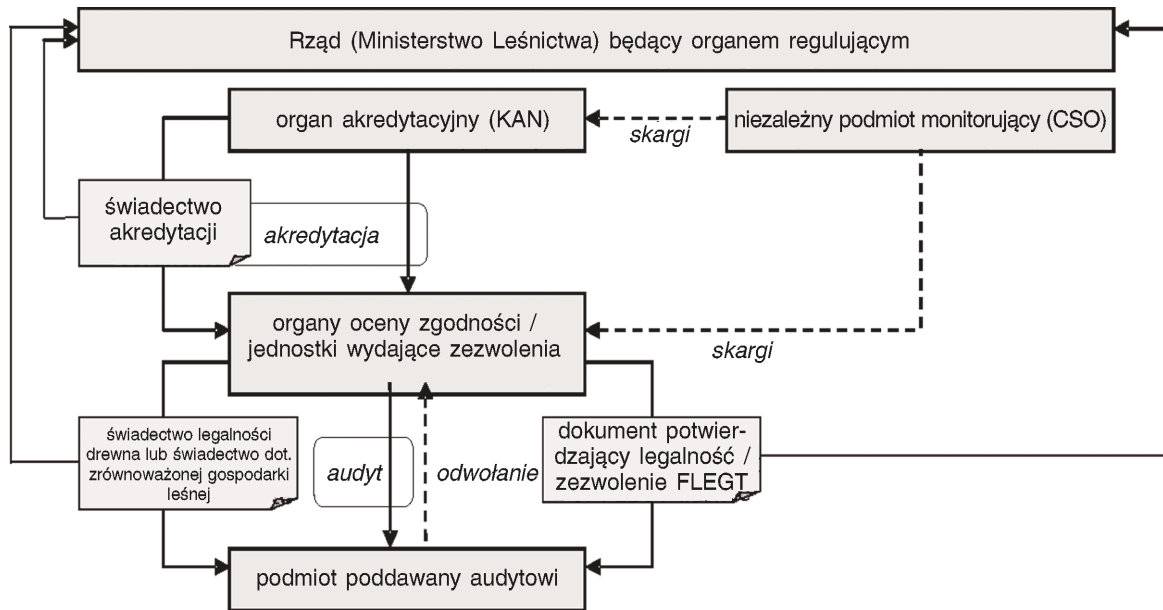 Rząd (Ministerstwo Leśnictwa) będący organem regulującym
organ akredytacyjny (KAN)
skargi
niezależny podmiot monitorujący (CSO)
świadectwo
akredytacji
akredytacja
organy oceny zgodności /
jednostki wydające zezwolenia
skargi
świadectwo legalności
drewna lub świadectwo dot.
zrównoważonej gospodarki
leśnej
audyt
odwołanie
dokument potwier-
dzający legalność /
zezwolenie FLEGT
podmiot poddawany audytowi